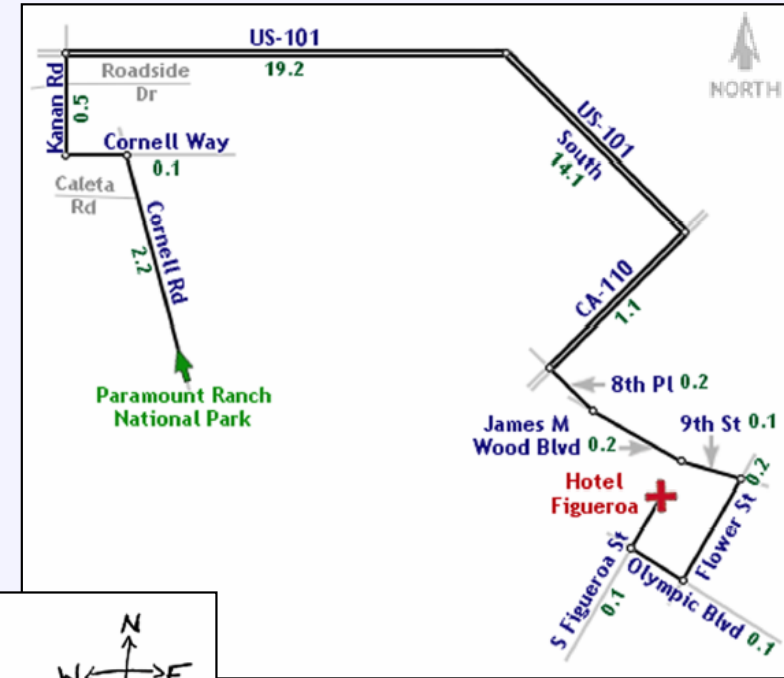 US-101
19.2
NORTH
Roadside
Dr
Kanan Rd
0.5
Cornell Way
0.1
Caleta
Rd
Cornell Rd
2.2
US-101
South
14.1
CA-110
1.1
Paramount Ranch
National Park
8th Pl 0.2
James M
Wood Blvd 0.2
9th St 0.1
0.2
Flower St
Hotel
Figueroa
S Figueroa St
0.1
Olympic Blvd 0.1
N
W E